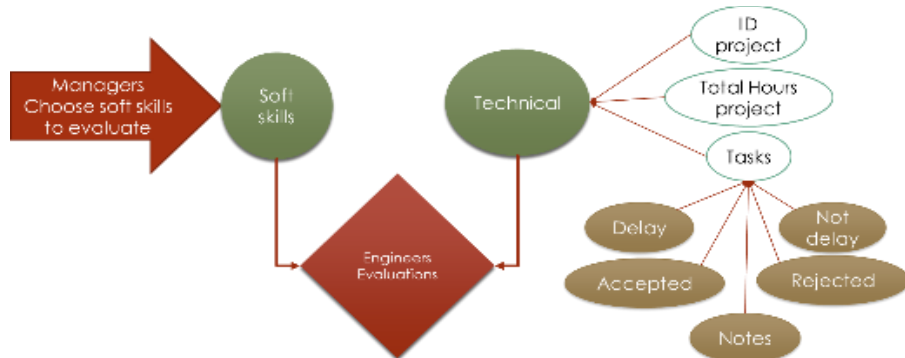 Managers
Choose soft skills
to evaluate
Soft
skills
Technical
ID
project
Total Hours
project
Tasks
Delay
Not
delay
Accepted
Rejected
Notes
Engineers
Evaluations